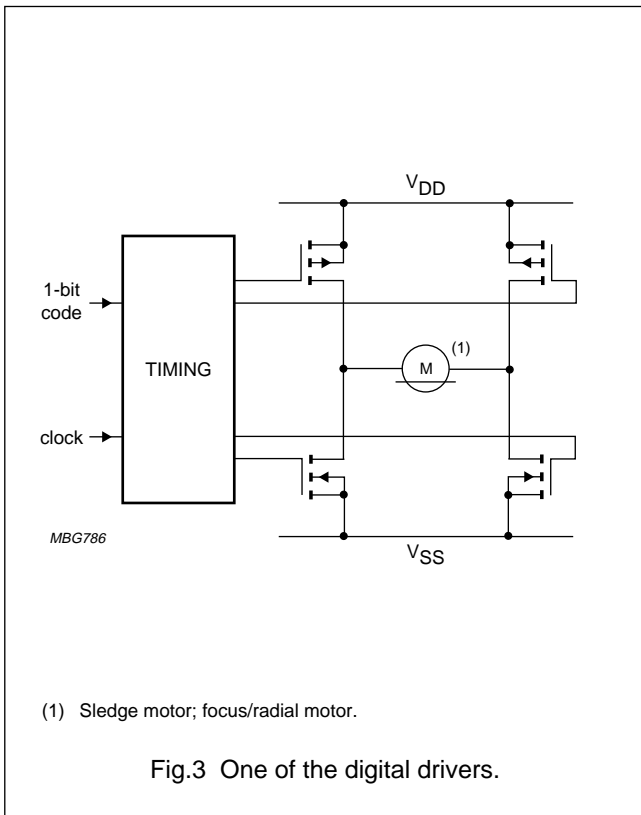 VDD
1-bit
code
TIMING
M
(1)
clock
MBG786
VSS
(1) Sledge motor; focus/radial motor.
Fig.3 One of the digital drivers.